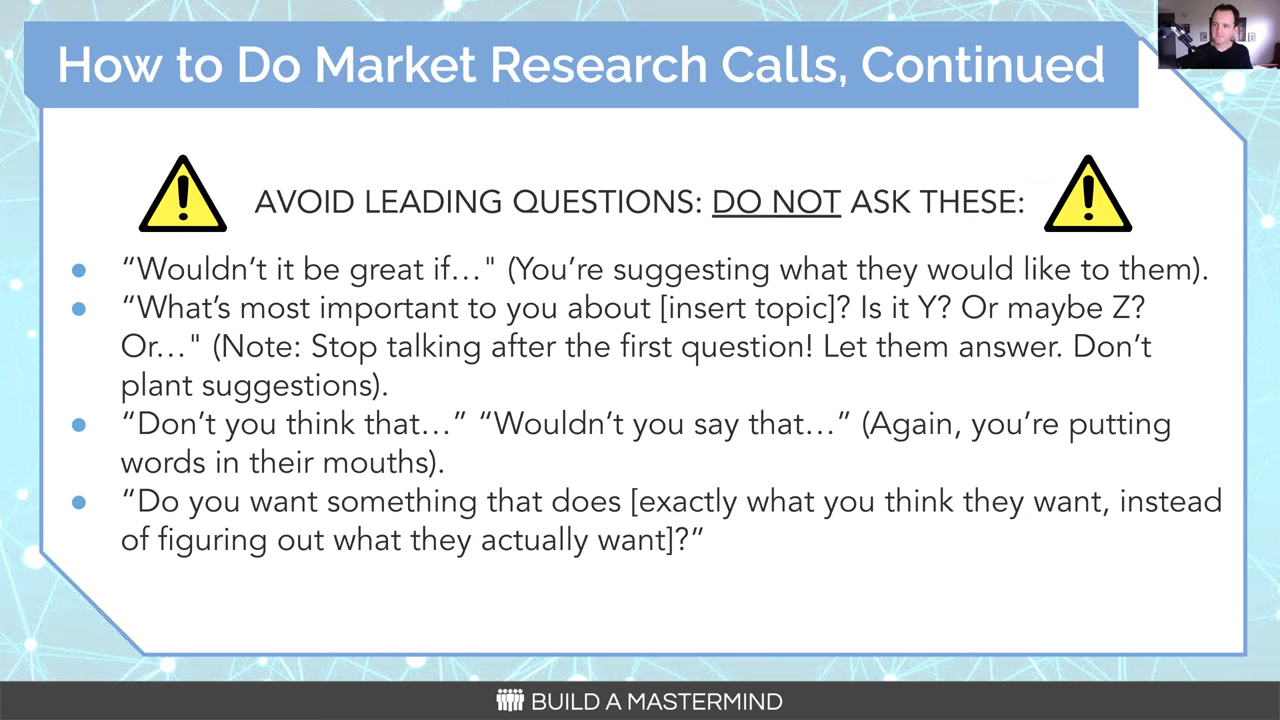 How to Do Market Research Calls, Continued
AVOID LEADING QUESTIONS: DO NOT ASK THESE:
● “Wouldn’t it be great if…" (You’re suggesting what they would like to them).
● “What’s most important to you about [insert topic]? Is it Y? Or maybe Z?
Or…" (Note: Stop talking after the first question! Let them answer. Don’t
plant suggestions).
● “Don’t you think that…” “Wouldn’t you say that…” (Again, you’re putting
words in their mouths).
● “Do you want something that does [exactly what you think they want, instead
of figuring out what they actually want]?”
BUILD A MASTERMIND